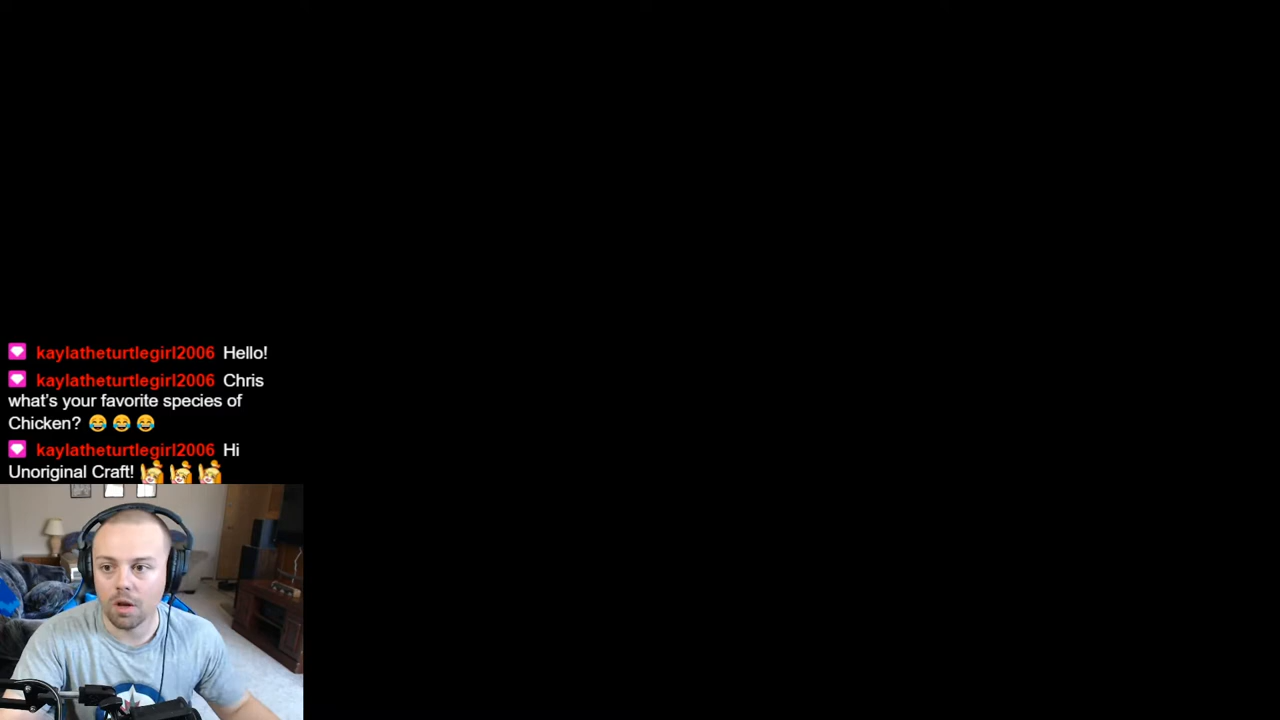 kaylatheturtlegirl2006 Hello!
kaylatheturtlegirl2006 Chris
what's your favorite species of
Chicken? 😂 😂 😂
kaylatheturtlegirl2006 Hi
Unoriginal Craft!